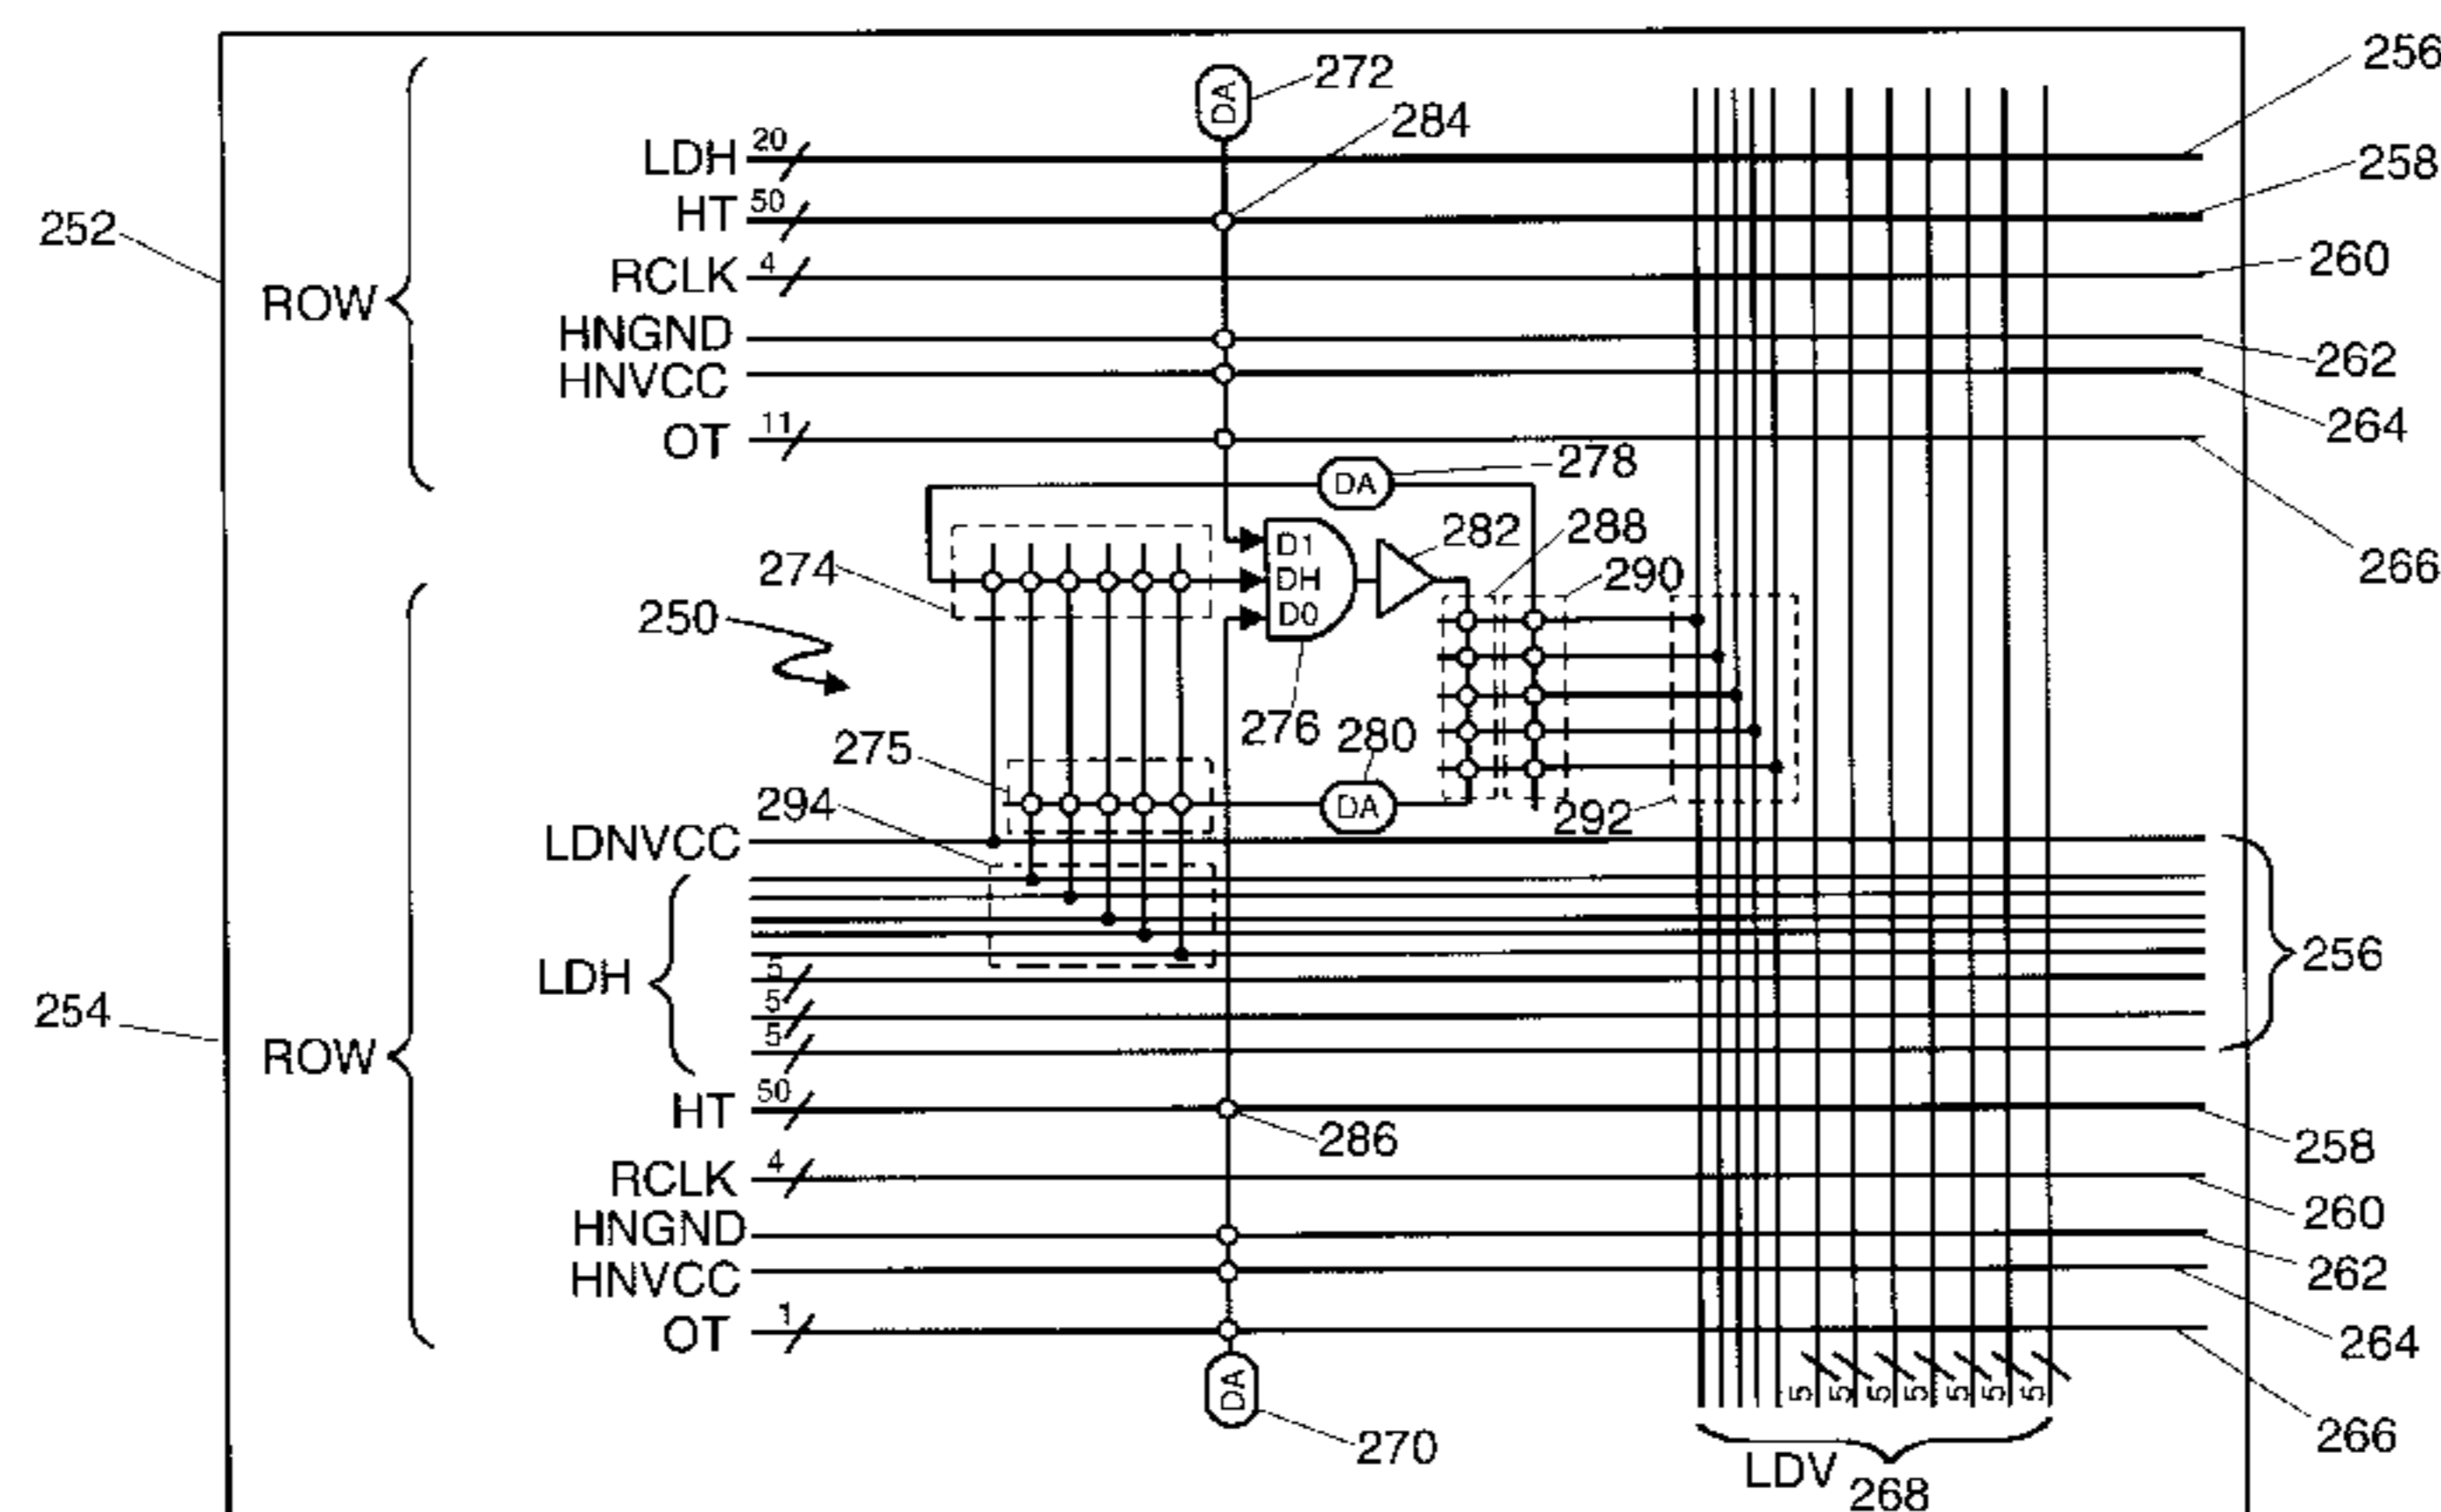 256
DA
272
20
LDH
284
258
50
HT
252
4
RCLK
260
ROW
HNGND
262
HNVCC
264
11
OT
266
278
DA
282
288
290
D1
DH
D0
274
250
276
280
275
DA
292
294
LDNVCC
LDH
256
5
5
5
254
ROW
50
HT
286
258
4
RCLK
260
HNGND
262
HNVCC
264
1
OT
266
5 5 5 5 5 5 5
DA
270
LDV
268